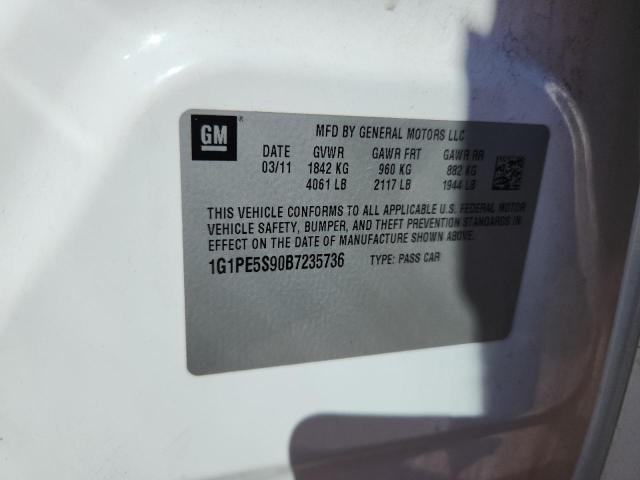 GM®
MFD BY GENERAL MOTORS LLC
DATE GVWR GAWR FRT GAWR RR
03/11 1842 KG 960 KG 882 KG
4061 LB 2117 LB 1944 LB
THIS VEHICLE CONFORMS TO ALL APPLICABLE U.S. FEDERAL MOTOR
VEHICLE SAFETY, BUMPER, AND THEFT PREVENTION STANDARDS IN
EFFECT ON THE DATE OF MANUFACTURE SHOWN ABOVE.
1G1PE5S90B7235736 TYPE: PASS CAR